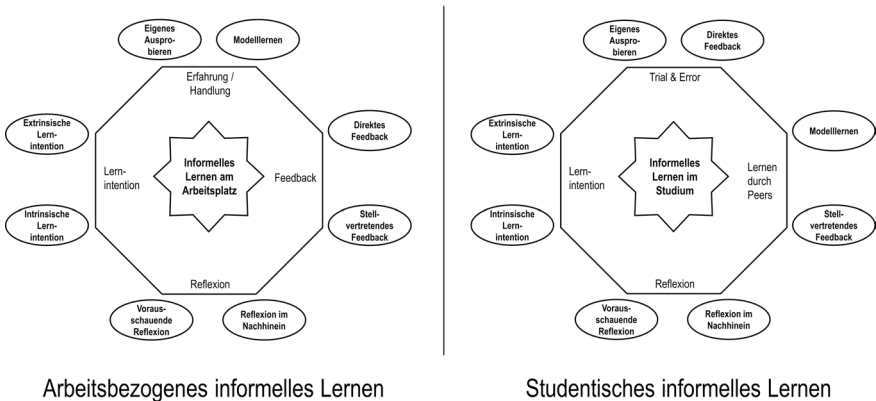 Eigenes
Auspro-
bieren
Modelllernen
Erfahrung /
Handlung
Extrinsische
Lern-
intention
Direktes
Feedback
Lern-
intention
Informelles
Lernen am
Arbeitsplatz
Feedback
Intrinsische
Lern-
intention
Stell-
vertretendes
Feedback
Reflexion
Voraus-
schauende
Reflexion
Reflexion im
Nachhinein
Arbeitsbezogenes informelles Lernen
Eigenes
Auspro-
bieren
Direktes
Feedback
Trial & Error
Extrinsische
Lern-
intention
Modelllernen
Lern-
intention
Informelles
Lernen im
Studium
Lernen
durch
Peers
Intrinsische
Lern-
intention
Stell-
vertretendes
Feedback
Reflexion
Voraus-
schauende
Reflexion
Reflexion im
Nachhinein
Studentisches informelles Lernen